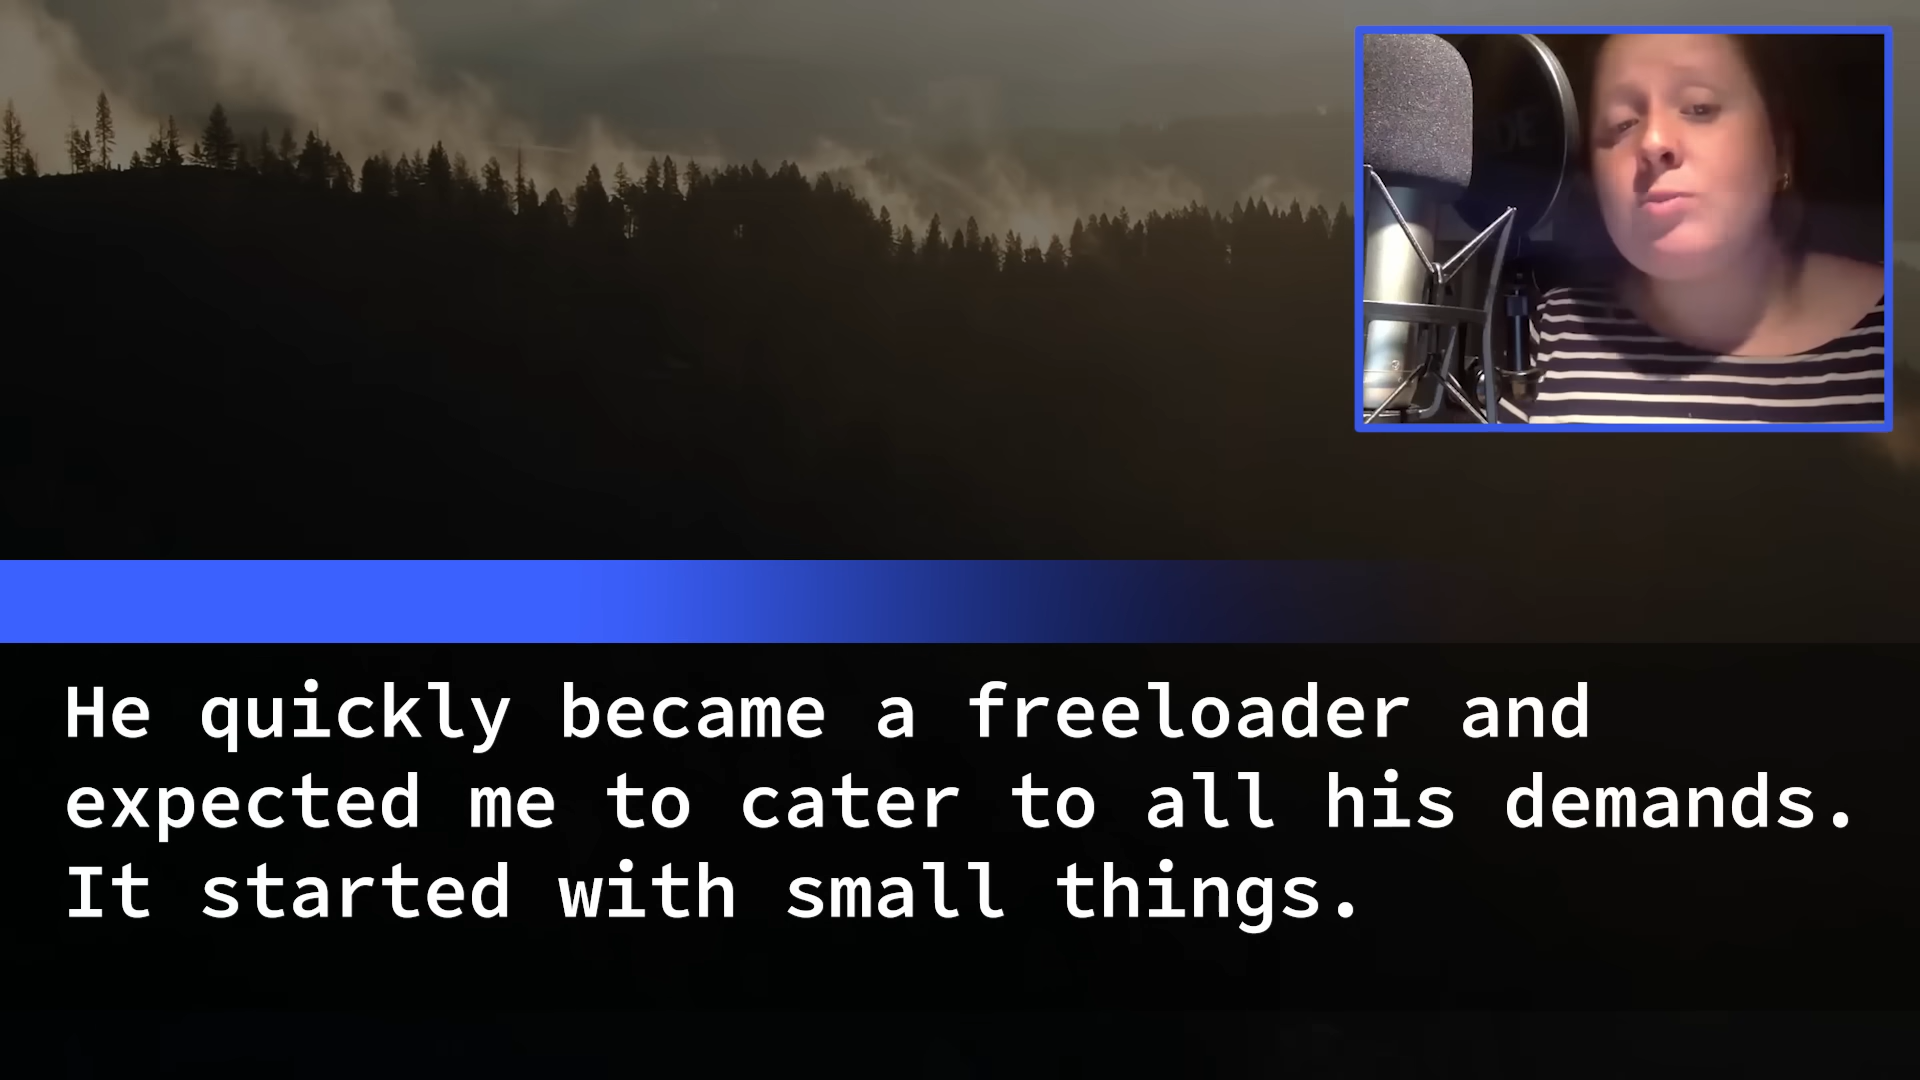 He quickly became a freeloader and
expected me to cater to all his demands.
It started with small things.